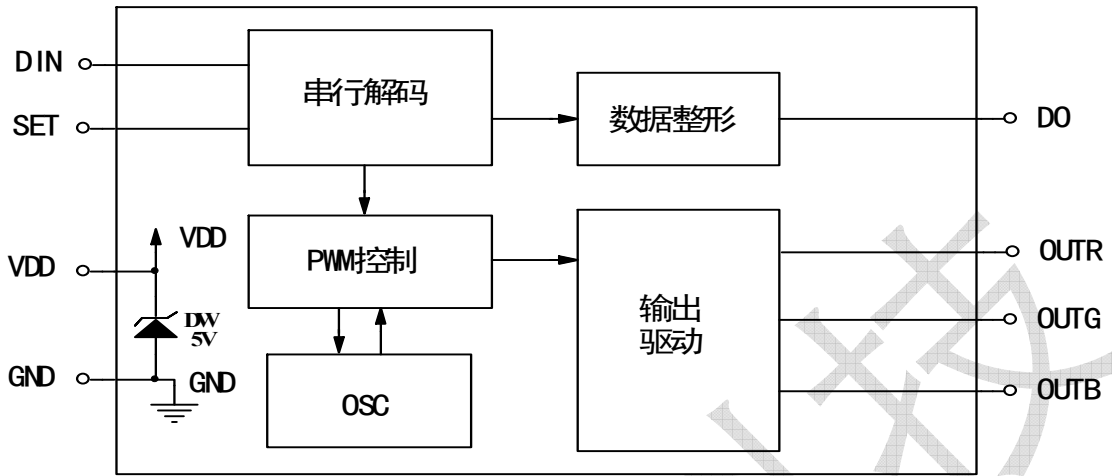 DIN
SET
串行解码
数据整形
DO
VDD
VDD
PWM控制
DW
5V
GND
GND
OSC
输出
驱动
OUTR
OUTG
OUTB